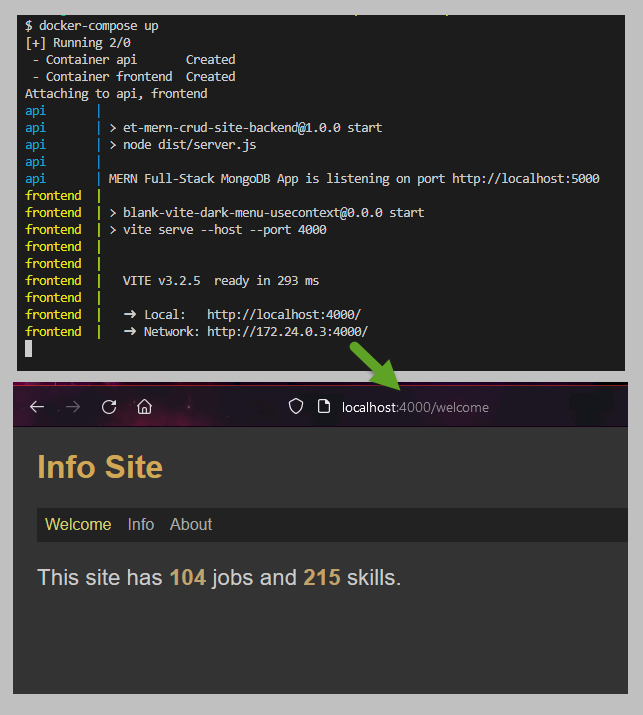 $ docker-compose up
[+] Running 2/0
 - Container api       Created
 - Container frontend  Created
Attaching to api, frontend
api       |
api       | > et-mern-crud-site-backend@1.0.0 start
api       | > node dist/server.js
api       |
api       | MERN Full-Stack MongoDB App is listening on port http://localhost:5000
frontend  |
frontend  | > blank-vite-dark-menu-usecontext@0.0.0 start
frontend  | > vite serve --host --port 4000
frontend  |
frontend  |
frontend  |   VITE v3.2.5  ready in 293 ms
frontend  |
frontend  |   ➜ Local:   http://localhost:4000/
frontend  |   ➜ Network: http://172.24.0.3:4000/
localhost:4000/welcome
Info Site
Welcome Info About
This site has 104 jobs and 215 skills.